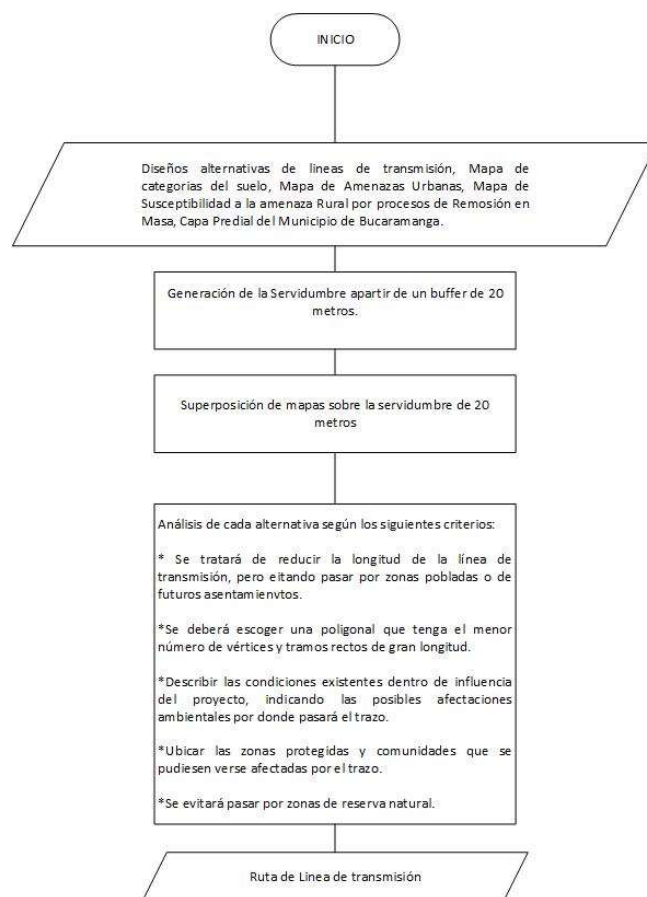 INICIO
Diseños alternativas de lineas de transmisión, Mapa de
categorias del suelo, Mapa de Amenazas Urbanas, Mapa de
Susceptibilidad a la amenaza Rural por procesos de Remosión en
Masa, Capa Predial del Municipio de Bucaramanga.
Generación de la Servidumbre apartir de un buffer de 20
metros.
Superposición de mapas sobre la servidumbre de 20
metros
Análisis de cada alternativa según los siguientes criterios:
* Se tratará de reducir la longitud de la línea de
transmisión, pero eitando pasar por zonas pobladas o de
futuros asentamienvtos.
*Se deberá escoger una poligonal que tenga el menor
número de vértices y tramos rectos de gran longitud.
*Describir las condiciones existentes dentro de influencia
del proyecto, indicando las posibles afectaciones
ambientales por donde pasará el trazo.
*Ubicar las zonas protegidas y comunidades que se
pudiesen verse afectadas por el trazo.
*Se evitará pasar por zonas de reserva natural.
Ruta de Linea de transmisión